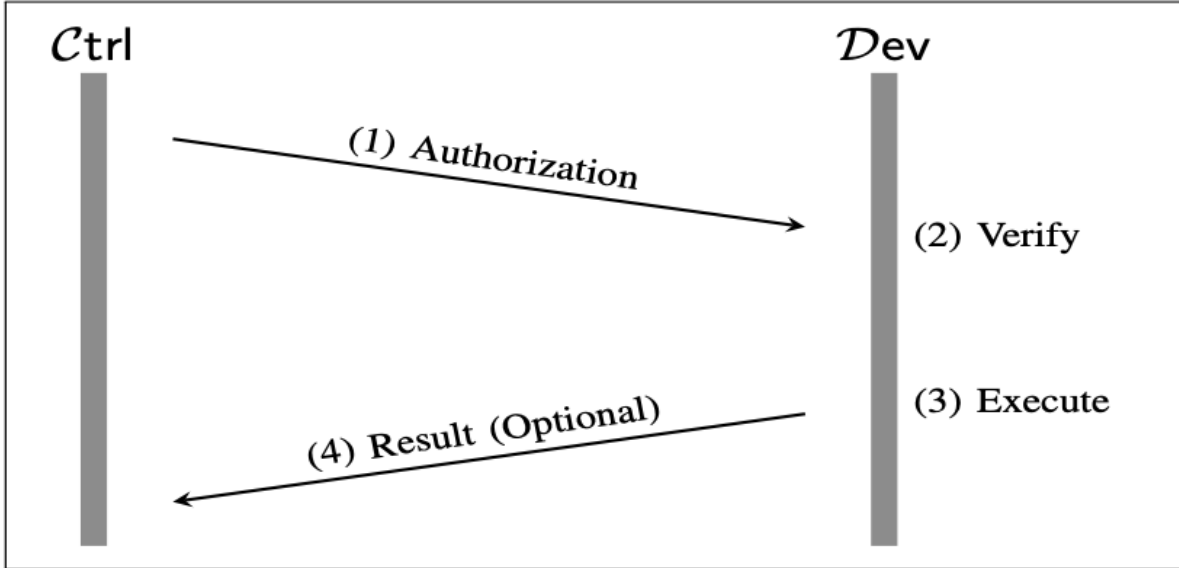 Ctrl
Dev
(1) Authorization
(2) Verify
(3) Execute
(4) Result (Optional)